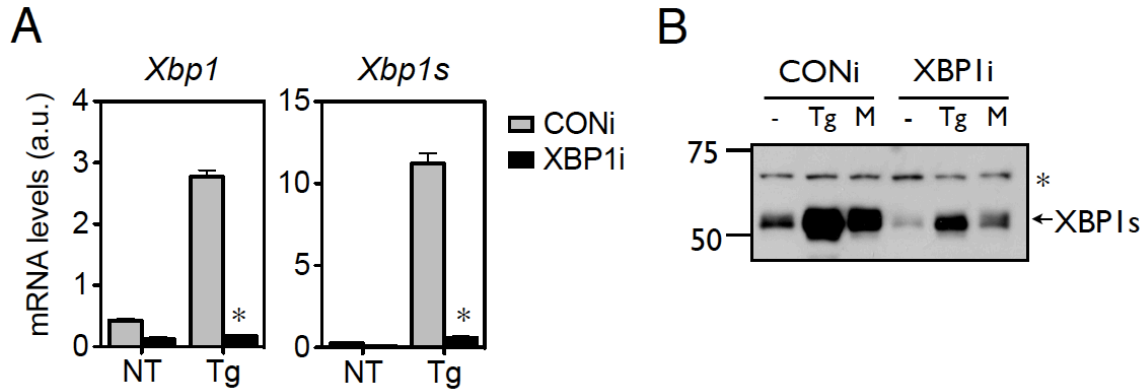 A
Xbp1
Xbp1s
mRNA levels (a.u.)
4
3
2
1
0
15
10
5
0
NT
Tg
*
NT
Tg
*
CONi
XBP1i
B
CONi
XBP1i
- Tg M - Tg M
75
50
*
←XBP1s